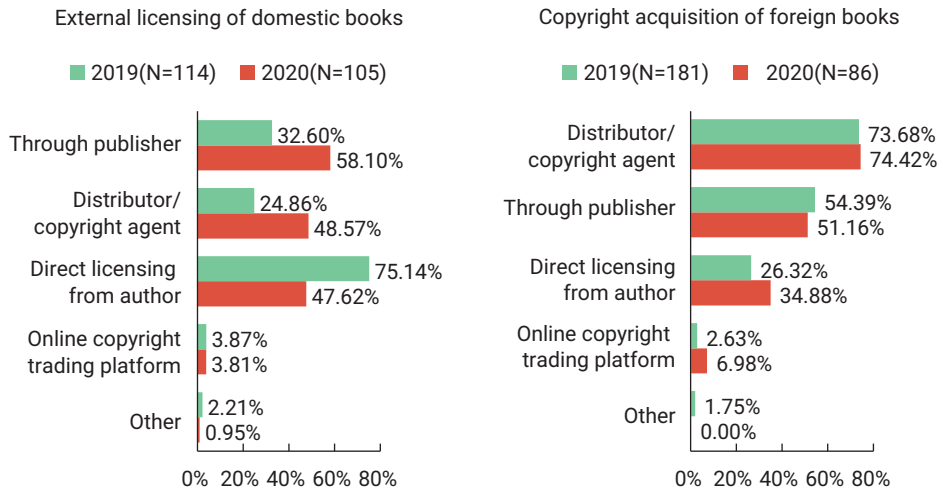 External licensing of domestic books
2019(N=114) 2020(N=105)
Through publisher
32.60%
58.10%
Distributor/
copyright agent
24.86%
48.57%
Direct licensing
from author
75.14%
47.62%
Online copyright
trading platform
3.87%
3.81%
Other
2.21%
0.95%
0% 20% 40% 60% 80%
Copyright acquisition of foreign books
2019(N=181) 2020(N=86)
Distributor/
copyright agent
73.68%
74.42%
Through publisher
54.39%
51.16%
Direct licensing
from author
26.32%
34.88%
Online copyright
trading platform
2.63%
6.98%
Other
1.75%
0.00%
0% 20% 40% 60% 80%